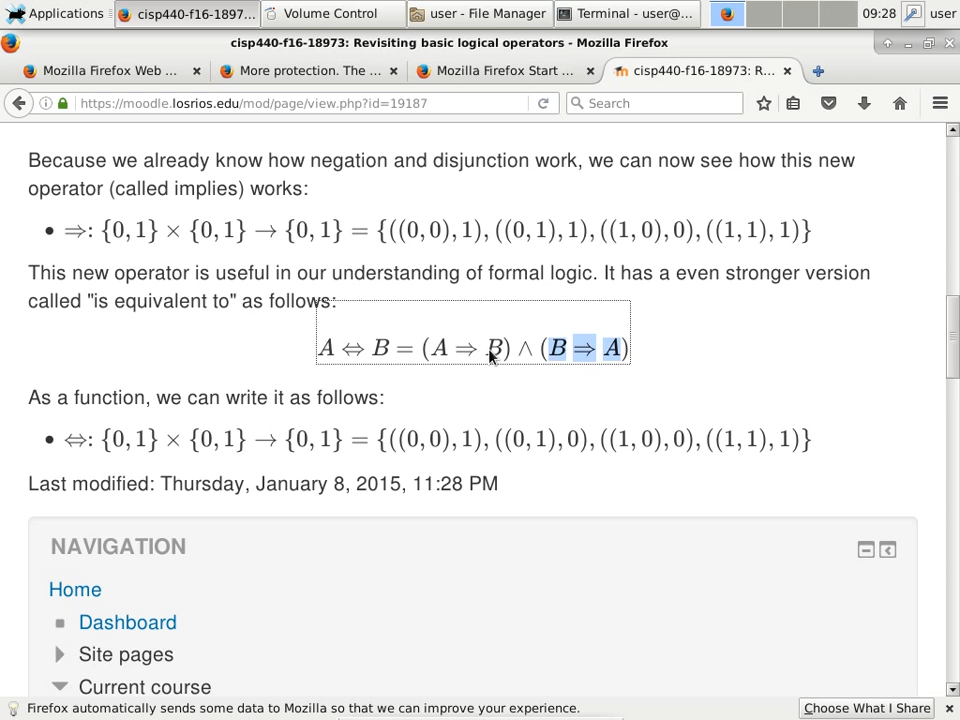 Applications
cisp440-f16-1897...
Volume Control
user - File Manager
Terminal - user@...
09:28
user
cisp440-f16-18973: Revisiting basic logical operators - Mozilla Firefox
Mozilla Firefox Web ...
More protection. The ...
Mozilla Firefox Start ...
cisp440-f16-18973: R...
https://moodle.losrios.edu/mod/page/view.php?id=19187
Search
Because we already know how negation and disjunction work, we can now see how this new
operator (called implies) works:
• ⇒: {0, 1} × {0, 1} → {0, 1} = {((0, 0), 1), ((0, 1), 1), ((1, 0), 0), ((1, 1), 1)}
This new operator is useful in our understanding of formal logic. It has a even stronger version
called "is equivalent to" as follows:
A ⇔ B = (A ⇒ B) ∧ (B ⇒ A)
As a function, we can write it as follows:
• ⇔: {0, 1} × {0, 1} → {0, 1} = {((0, 0), 1), ((0, 1), 0), ((1, 0), 0), ((1, 1), 1)}
Last modified: Thursday, January 8, 2015, 11:28 PM
NAVIGATION
Home
Dashboard
Site pages
Current course
Firefox automatically sends some data to Mozilla so that we can improve your experience.
Choose What I Share